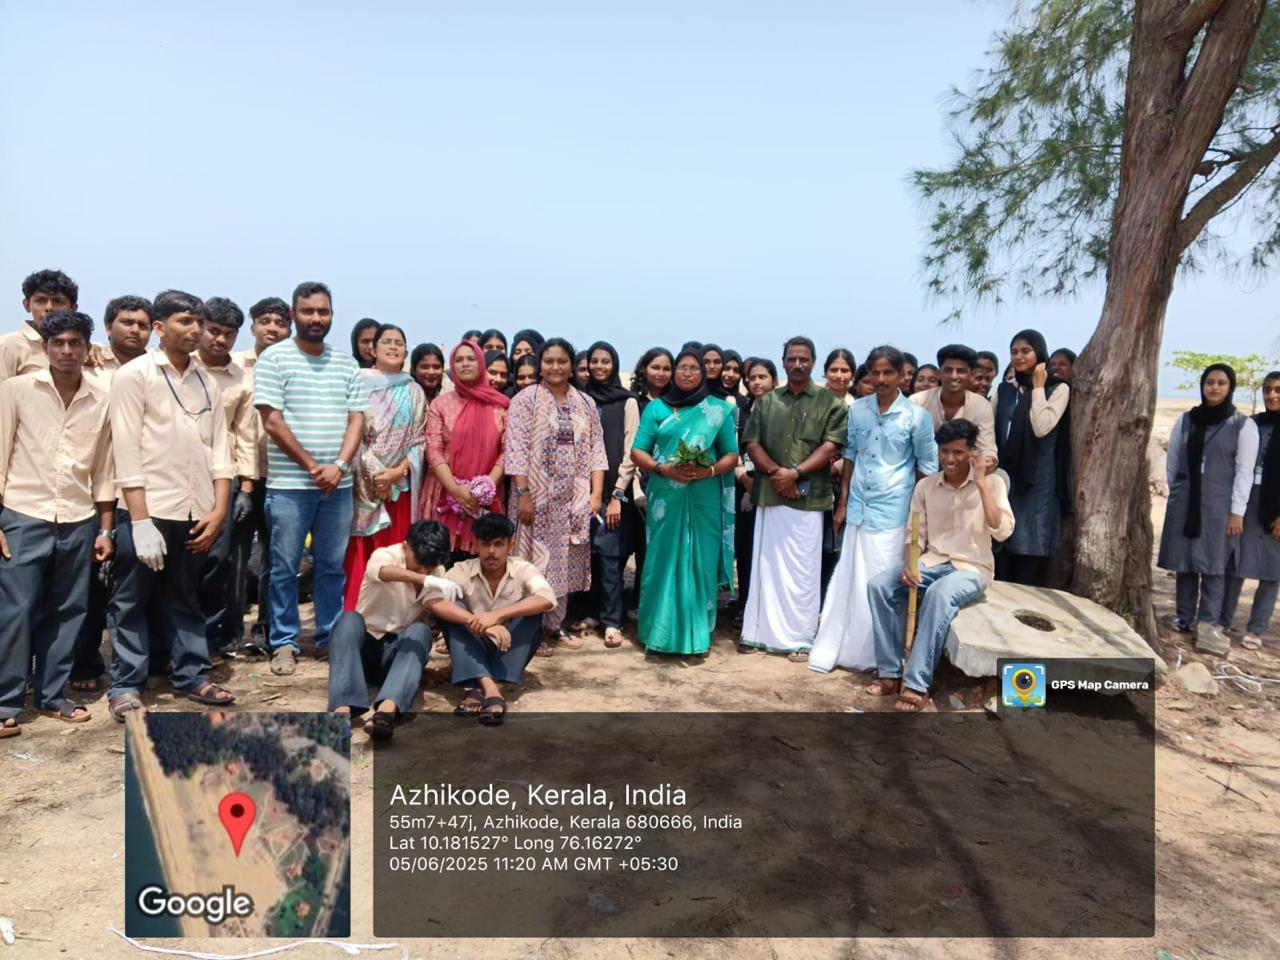 GPS Map Camera
Azhikode, Kerala, India
55m7+47j, Azhikode, Kerala 680666, India
Lat 10.181527° Long 76.16272°
05/06/2025 11:20 AM GMT +05:30
Google